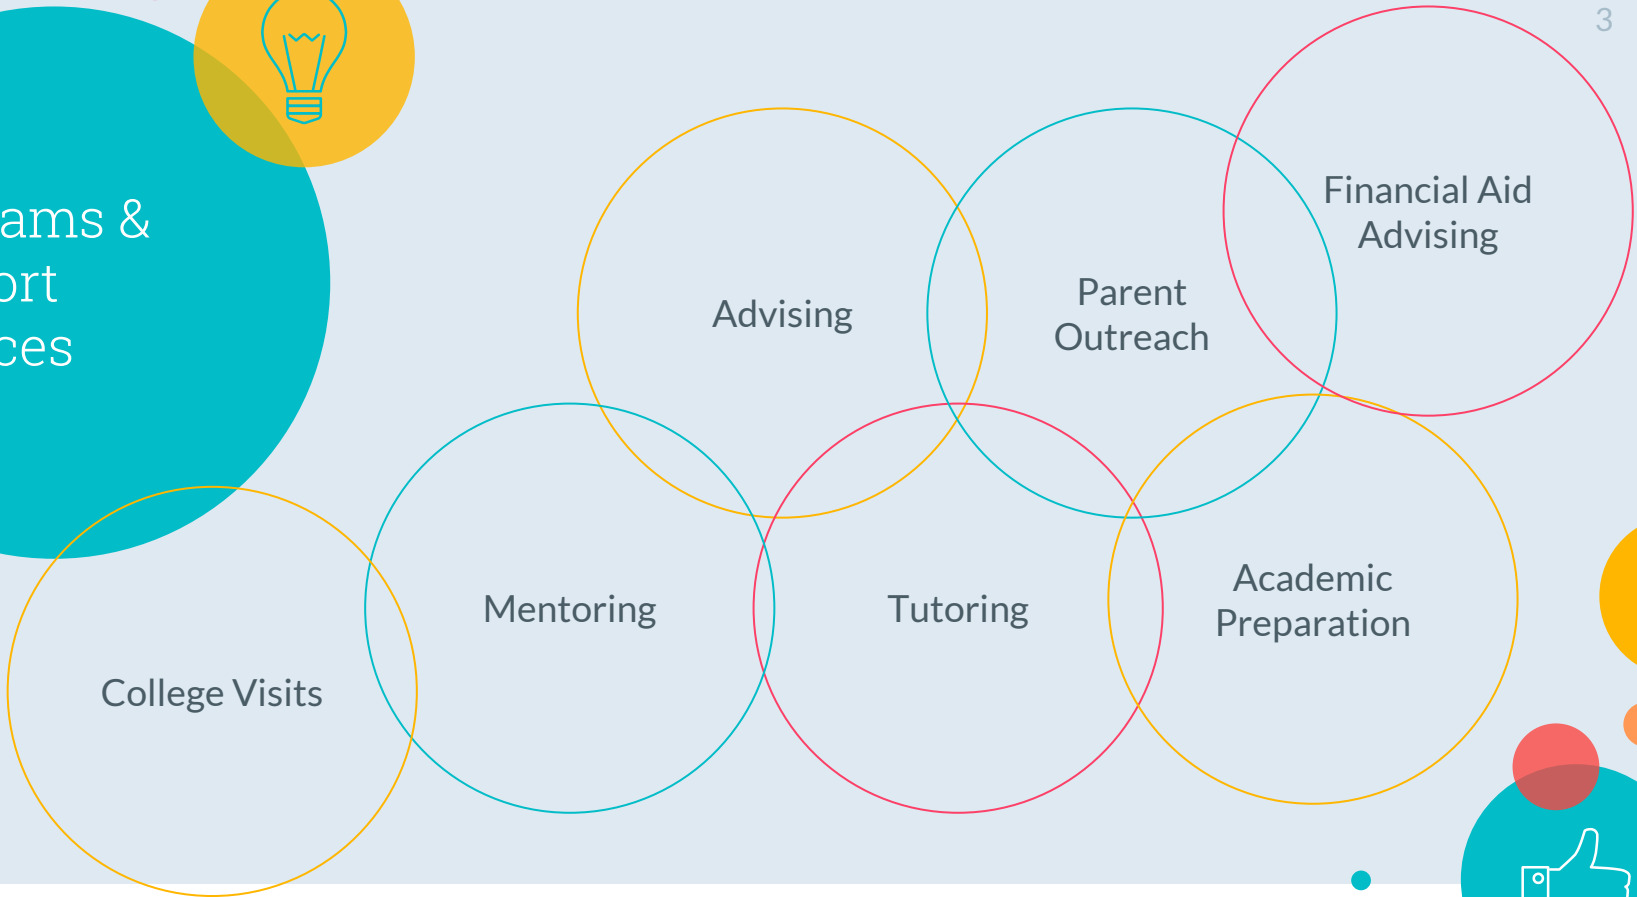 3
ams &
ort
ces
Financial Aid
Advising
Parent
Outreach
Advising
Academic
Preparation
Mentoring
Tutoring
College Visits